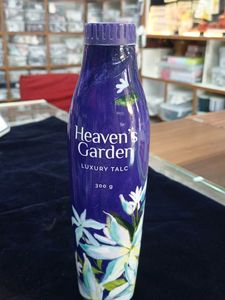 Heaven's
Garden
LUXURY TALC
300 g